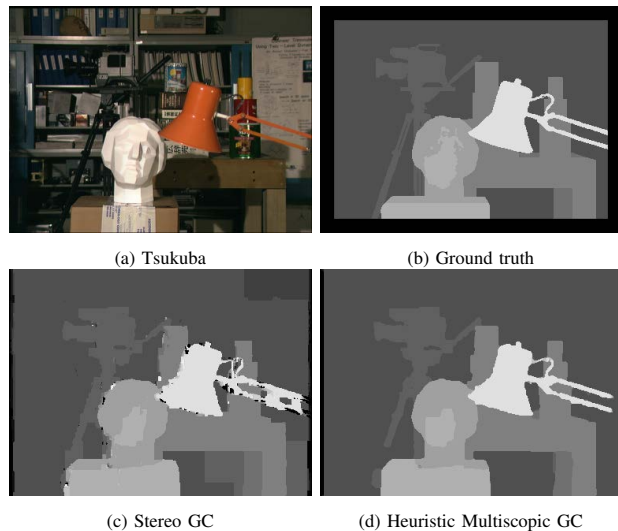 (a) Tsukuba
(b) Ground truth
(c) Stereo GC
(d) Heuristic Multiscopic GC